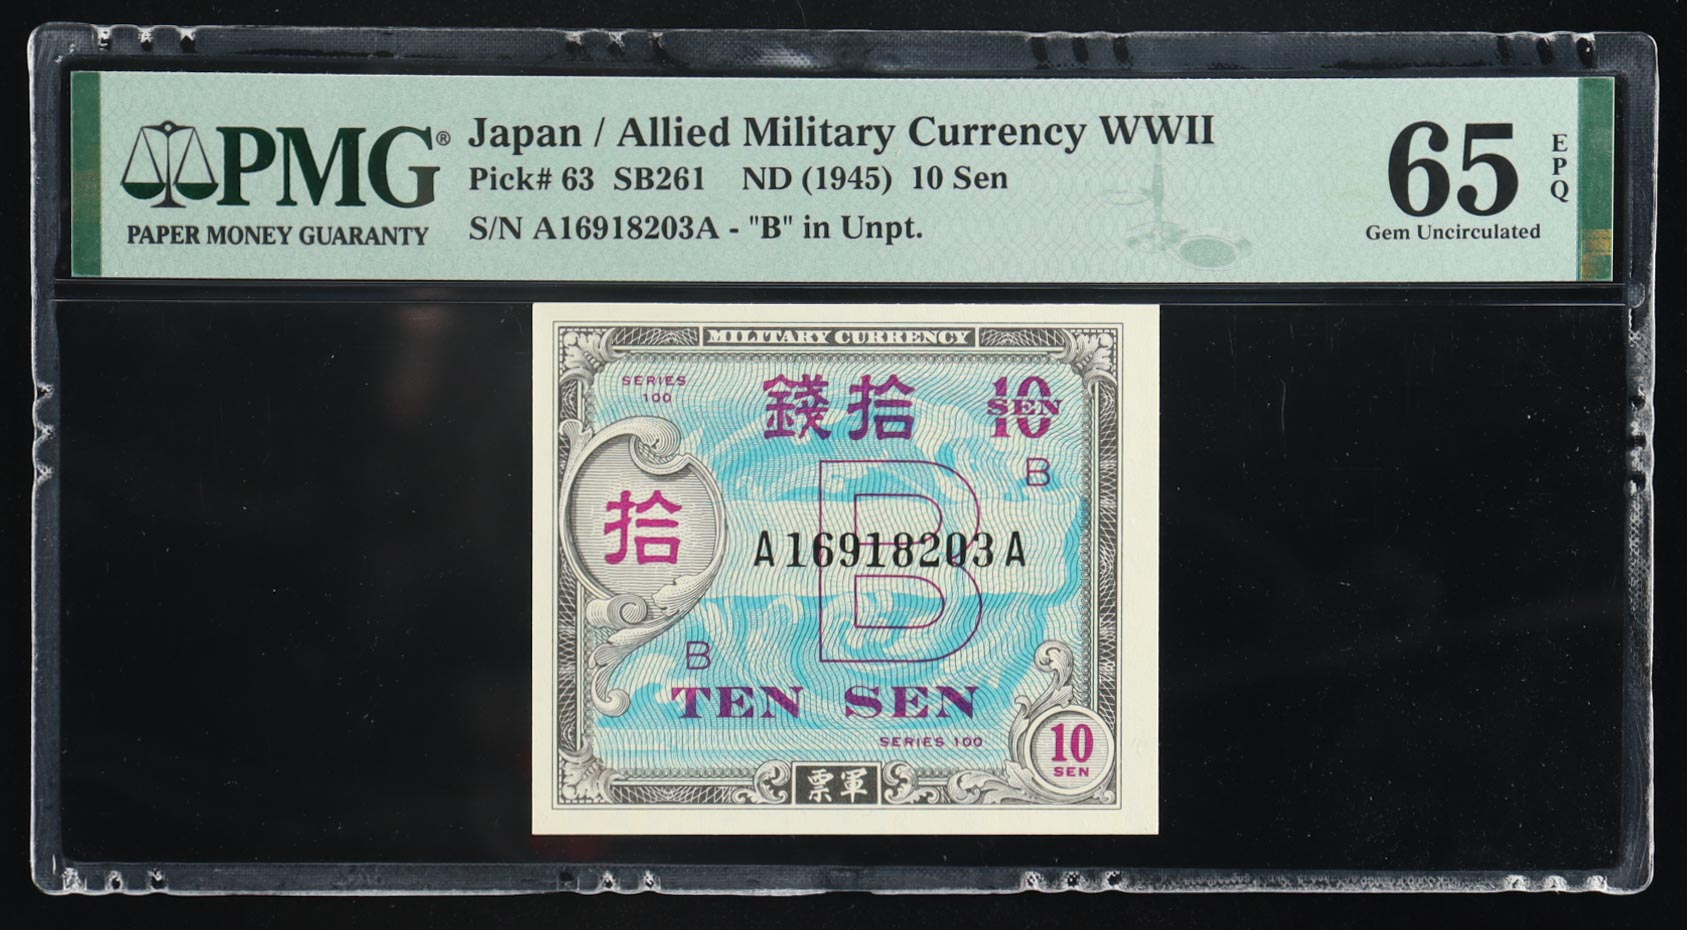 PMG®
PAPER MONEY GUARANTY
Japan / Allied Military Currency WWII
Pick# 63 SB261 ND (1945) 10 Sen
S/N A16918203A - "B" in Unpt.
65
EPQ
Gem Uncirculated
MILITARY CURRENCY
SERIES
100
錢拾
10
SEN
10
B
拾
B
A16918203A
B
TEN SEN
SERIES 100
10
SEN
票軍